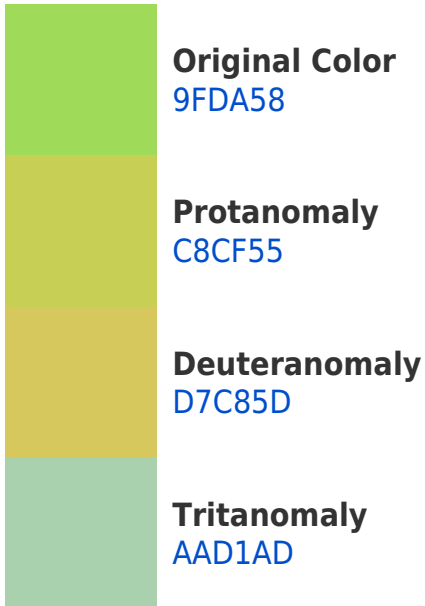 Original Color
9FDA58
Protanomaly
C8CF55
Deuteranomaly
D7C85D
Tritanomaly
AAD1AD